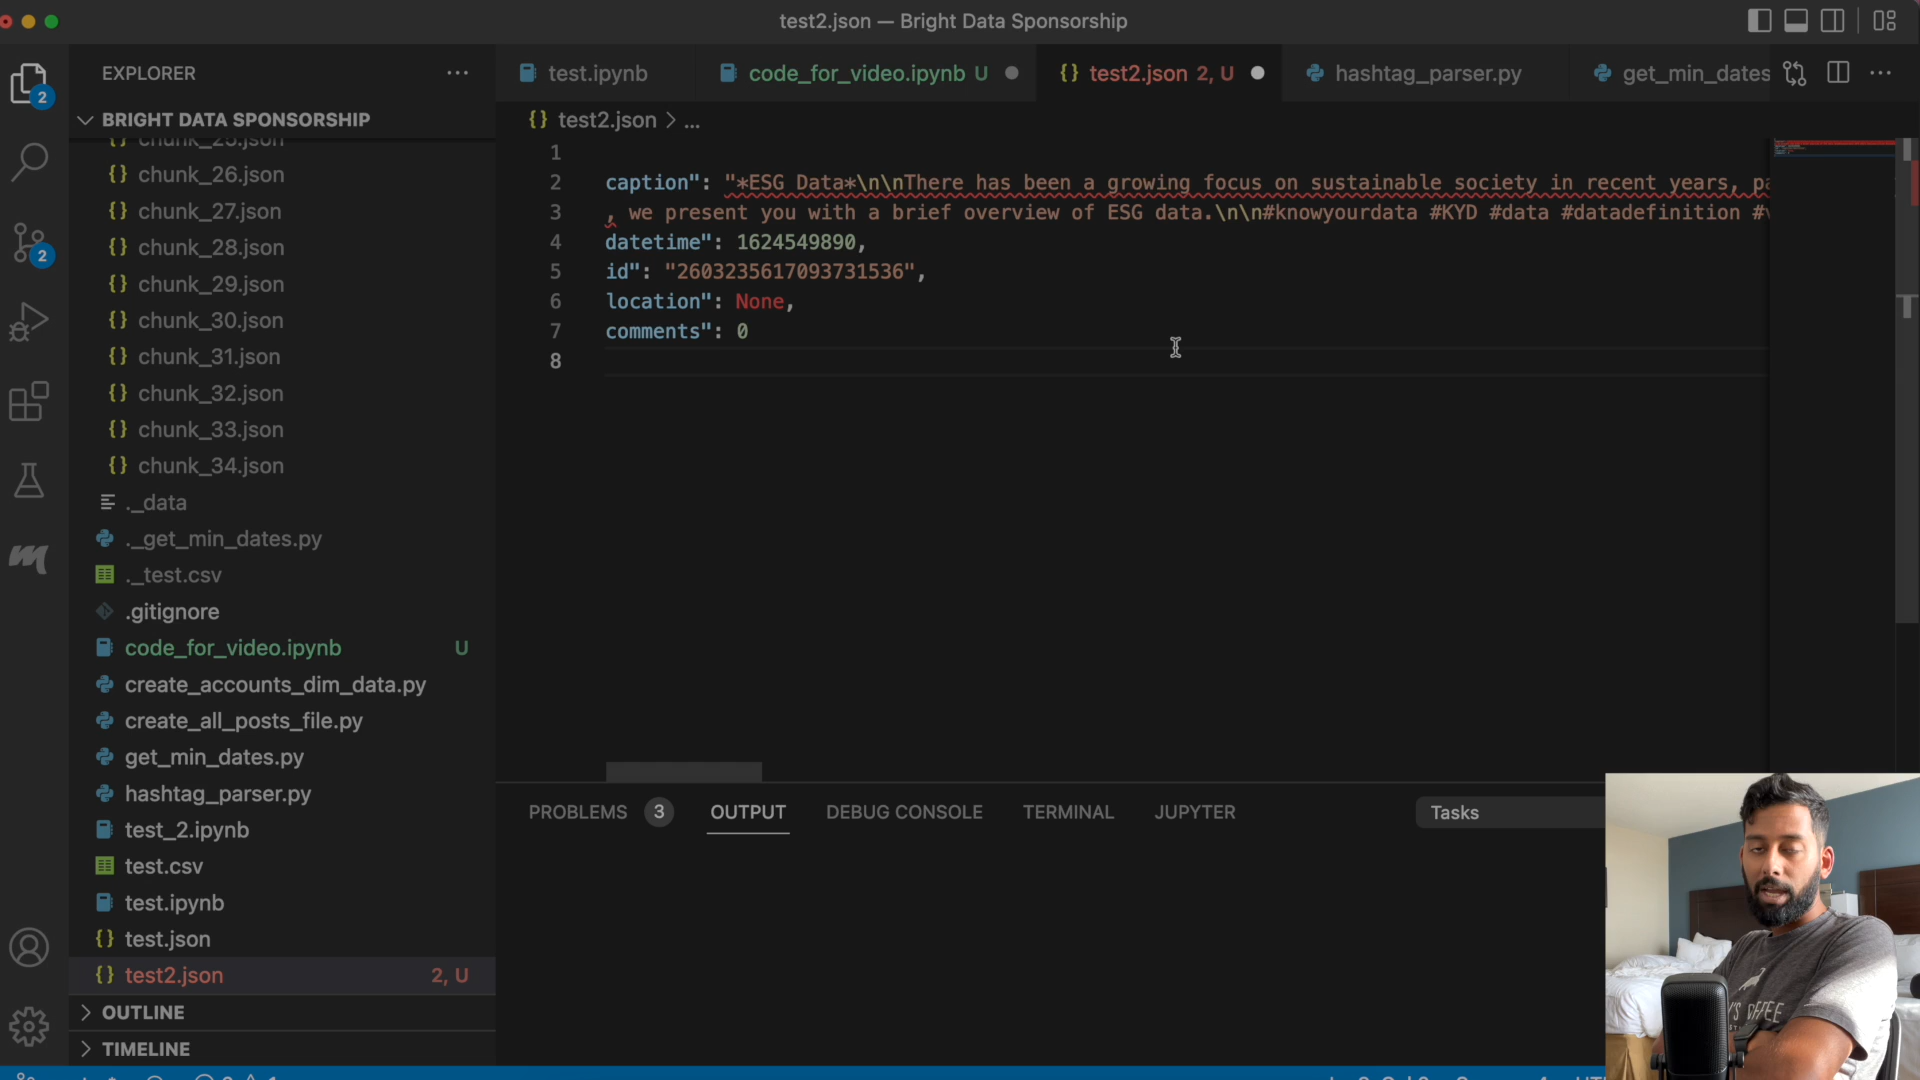 test2.json — Bright Data Sponsorship
EXPLORER
2
2
BRIGHT DATA SPONSORSHIP
chunk_25.json
chunk_26.json
chunk_27.json
chunk_28.json
chunk_29.json
chunk_30.json
chunk_31.json
chunk_32.json
chunk_33.json
chunk_34.json
._data
._get_min_dates.py
._test.csv
.gitignore
code_for_video.ipynb U
create_accounts_dim_data.py
create_all_posts_file.py
get_min_dates.py
hashtag_parser.py
test_2.ipynb
test.csv
test.ipynb
{} test.json
{} test2.json 2, U
OUTLINE
TIMELINE
test.ipynb code_for_video.ipynb U {} test2.json 2, U hashtag_parser.py get_min_dates
{} test2.json > ...
1
2 caption": "*ESG Data*\n\nThere has been a growing focus on sustainable society in recent years,
3 , we present you with a brief overview of ESG data.\n\n#knowyourdata #KYD #data #datadefinition
4 datetime": 1624549890,
5 id": "2603235617093731536",
6 location": None,
7 comments": 0
8
PROBLEMS 3 OUTPUT DEBUG CONSOLE TERMINAL JUPYTER Tasks